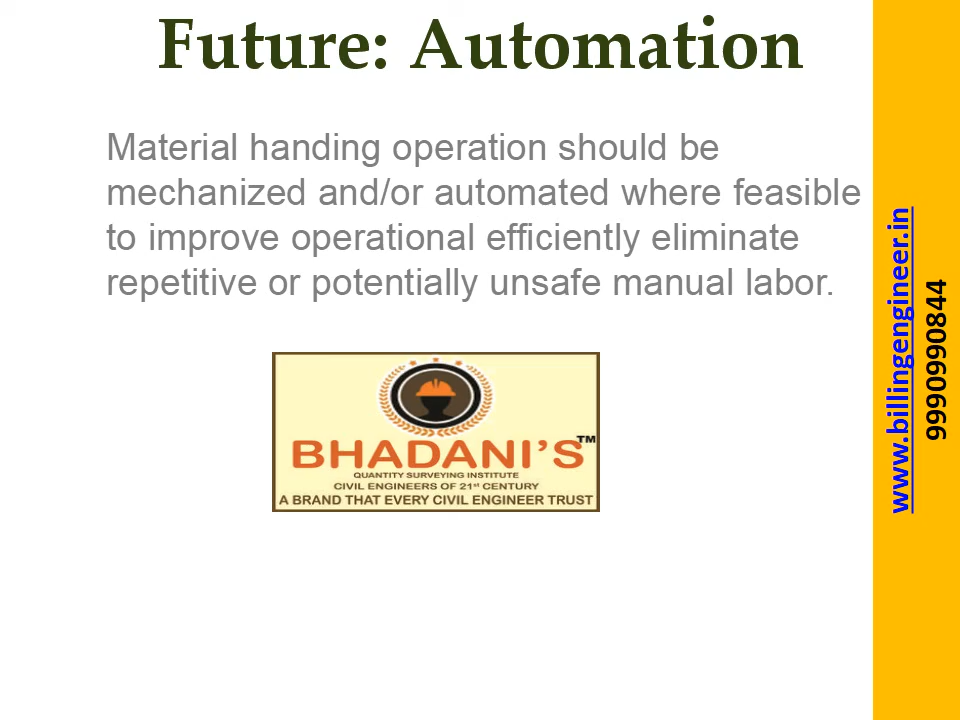 Future: Automation
Material handing operation should be
mechanized and/or automated where feasible
to improve operational efficiently eliminate
repetitive or potentially unsafe manual labor.
BHADANI'S™
QUANTITY SURVEYING INSTITUTE
CIVIL ENGINEERS OF 21st CENTURY
A BRAND THAT EVERY CIVIL ENGINEER TRUST
www.billingengineer.in
9990990844